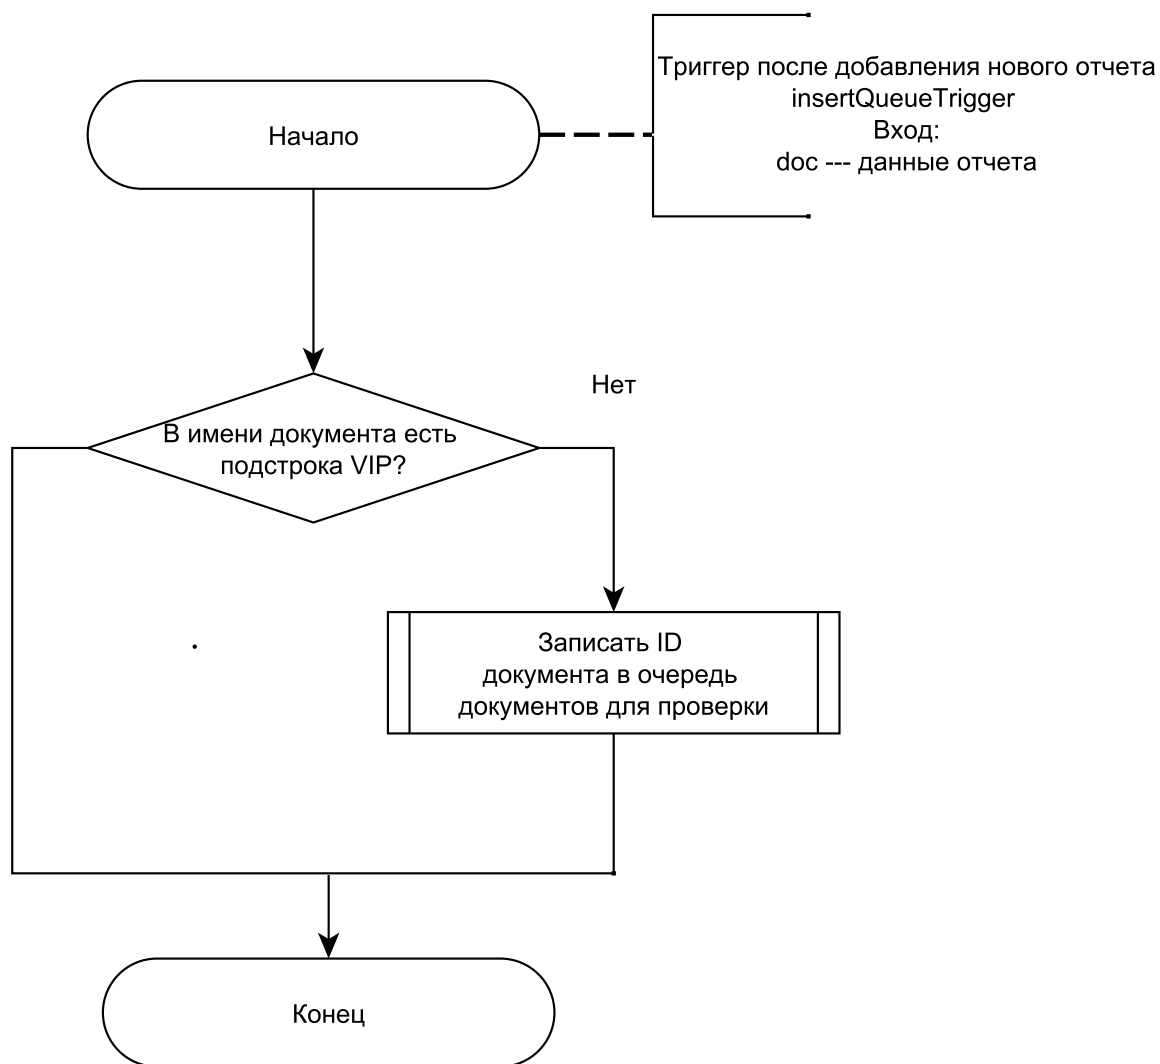 Триггер после добавления нового отчета
insertQueueTrigger
Вход:
doc --- данные отчета
Начало
Нет
В имени документа есть
подстрока VIP?
Записать ID
документа в очередь
документов для проверки
Конец